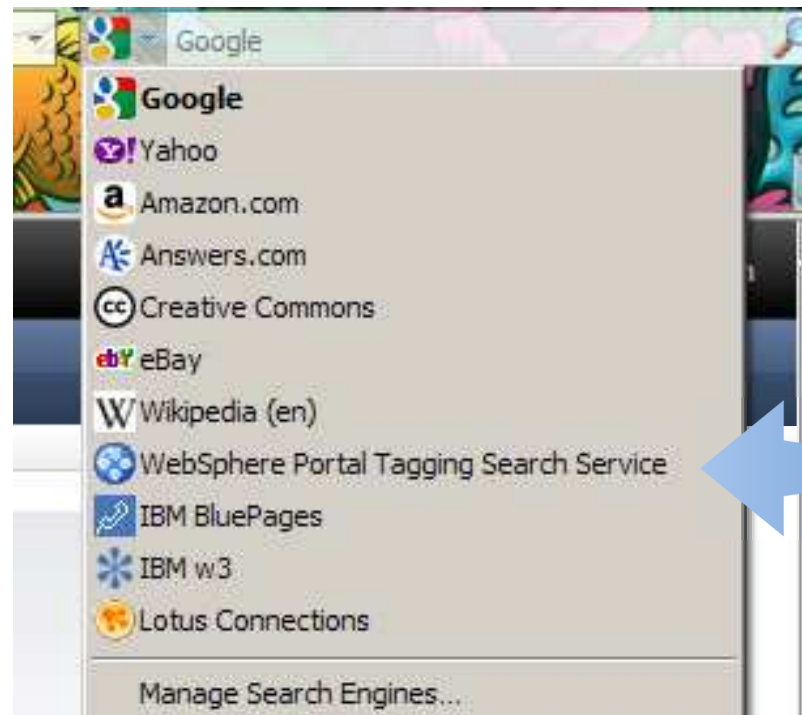 Google
Google
Yahoo
Amazon.com
Answers.com
Creative Commons
eBay
Wikipedia (en)
WebSphere Portal Tagging Search Service
IBM BluePages
IBM w3
Lotus Connections
Manage Search Engines...